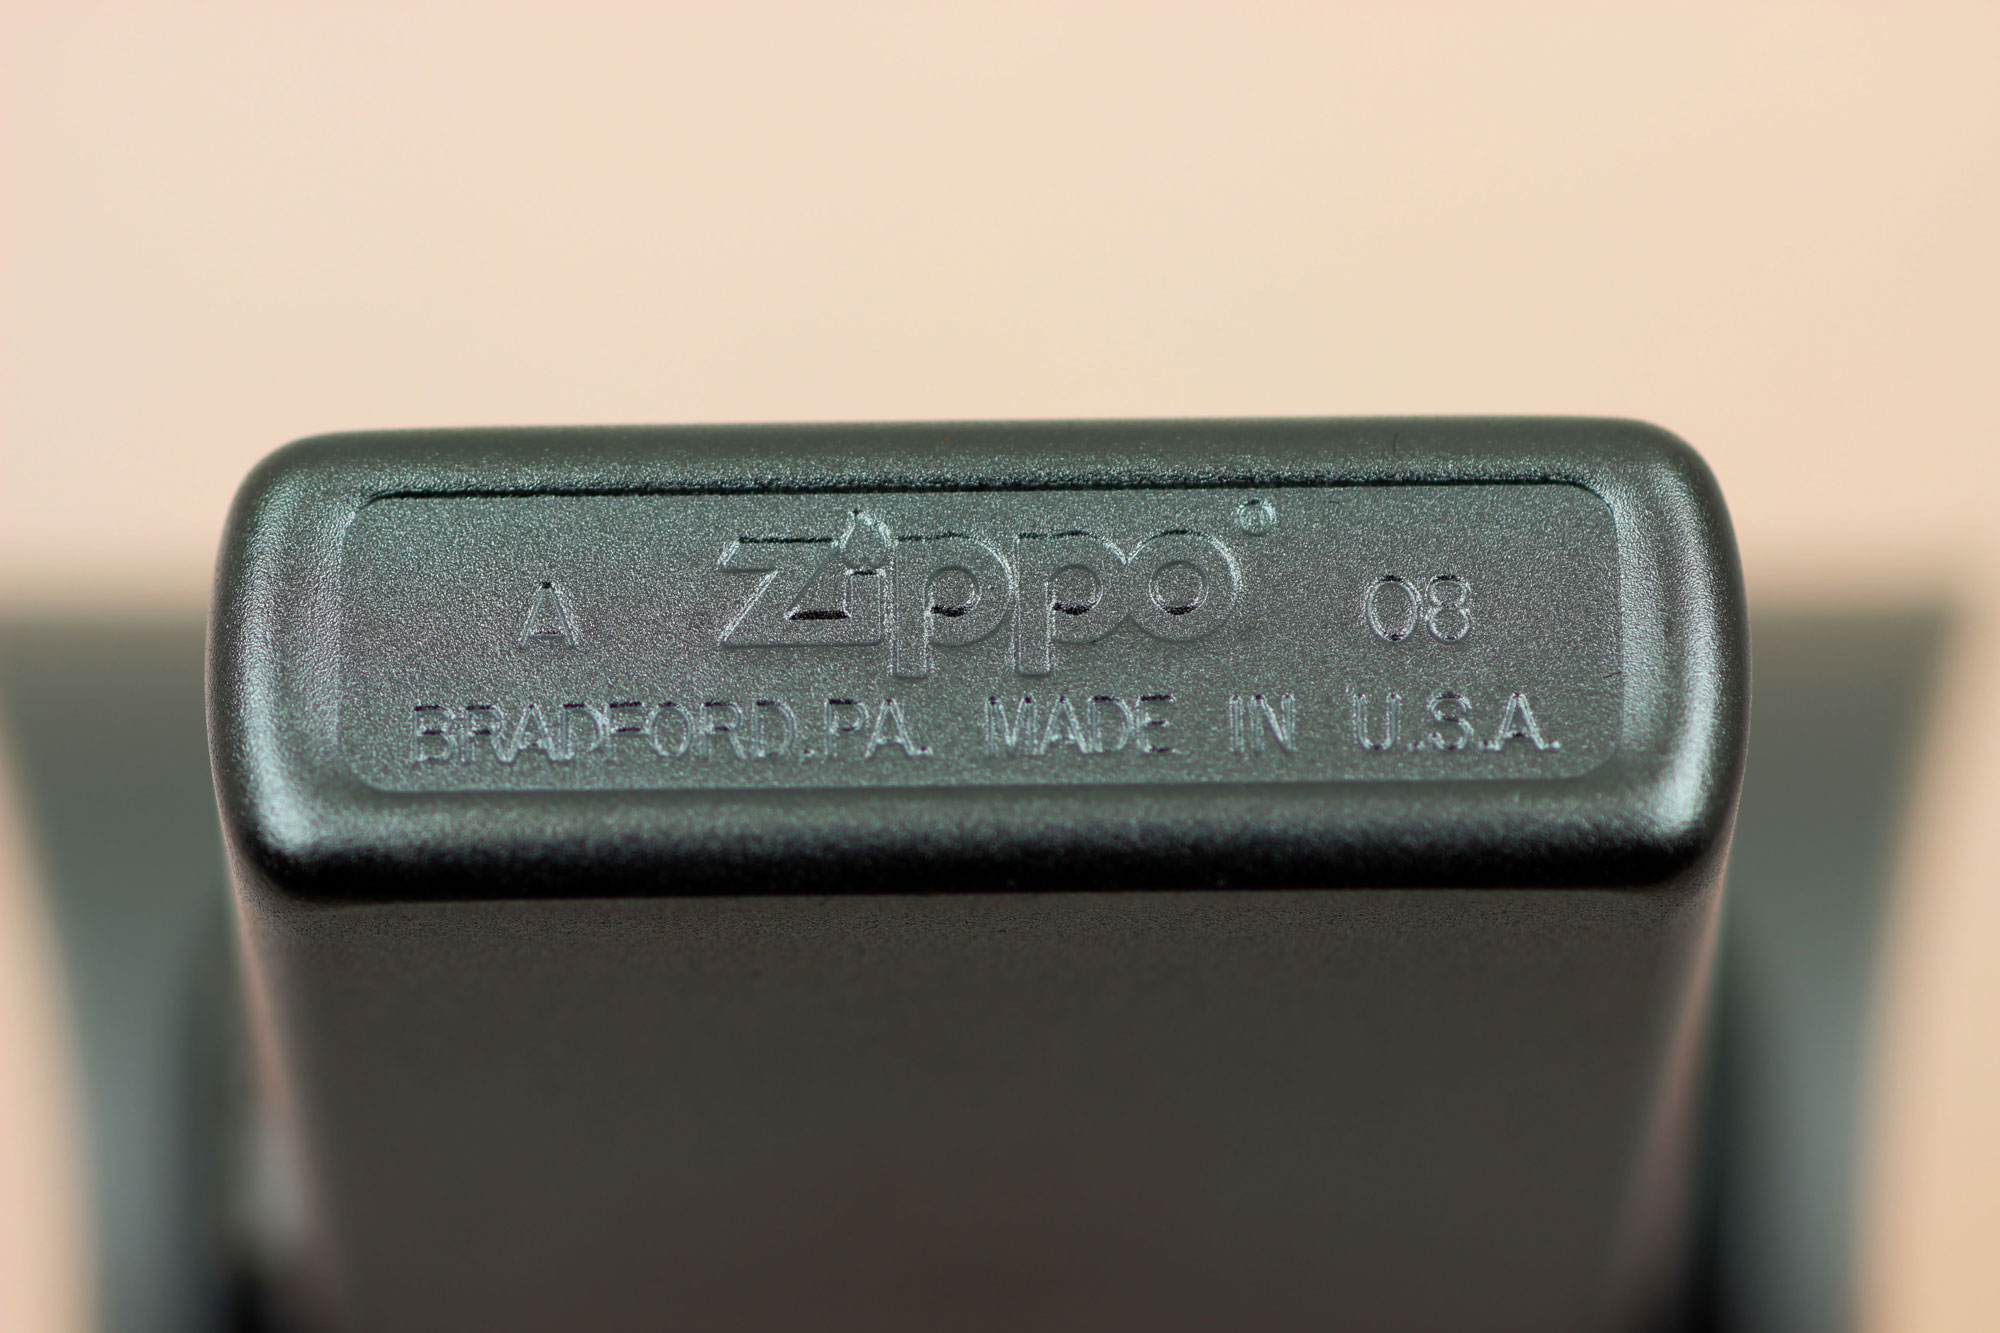 A zippo® 08
BRADFORD,PA. MADE IN U.S.A.